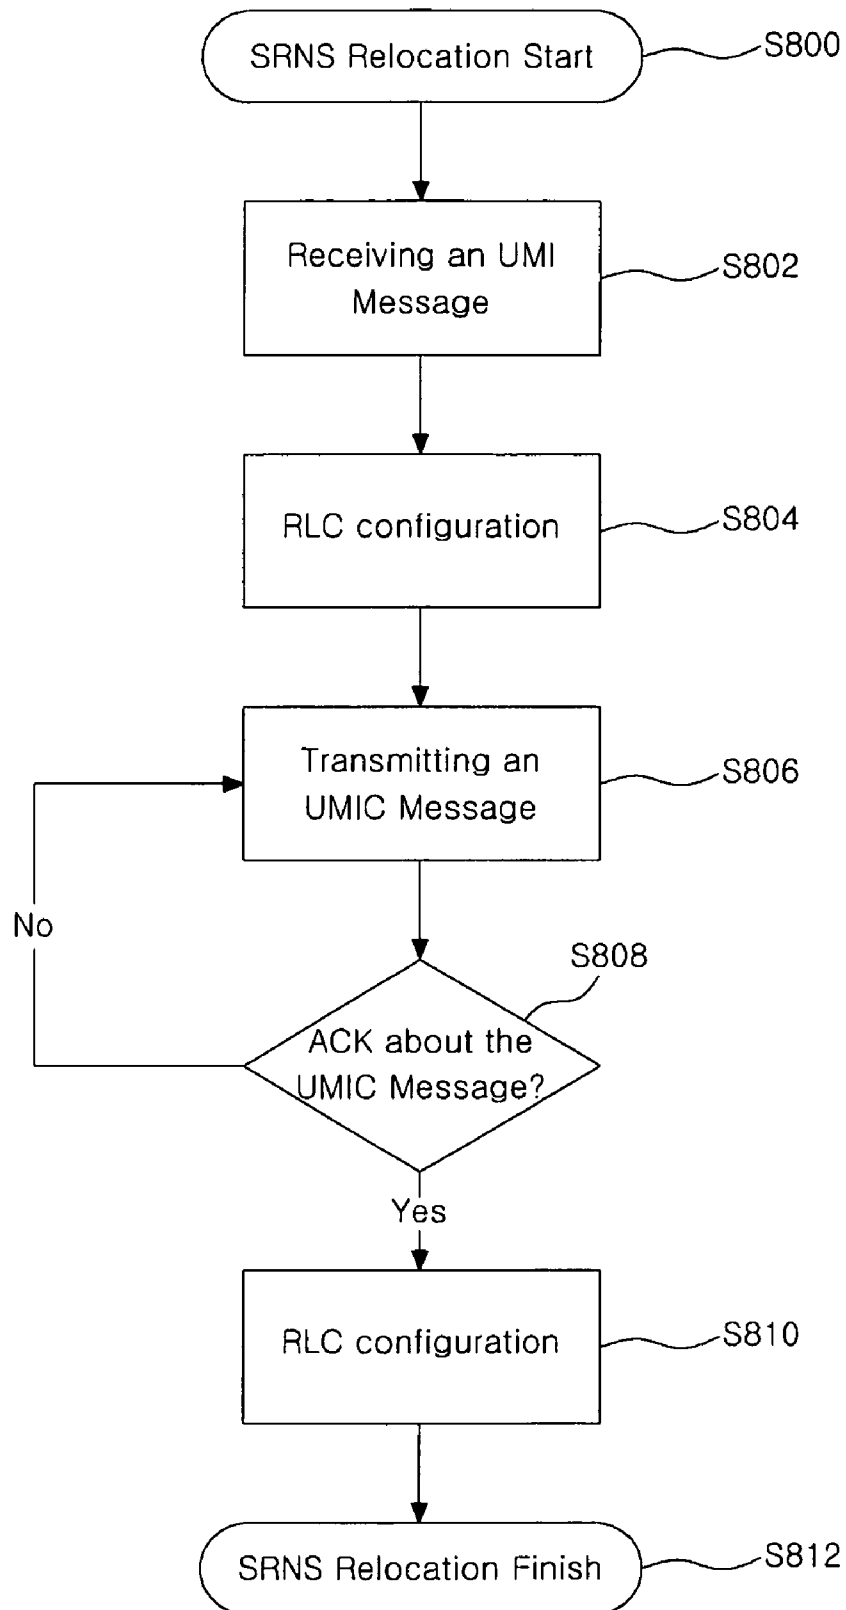 SRNS Relocation Start
S800
Receiving an UMI
Message
S802
RLC configuration
S804
Transmitting an
UMIC Message
S806
No
S808
ACK about the
UMIC Message?
Yes
RLC configuration
S810
SRNS Relocation Finish
S812